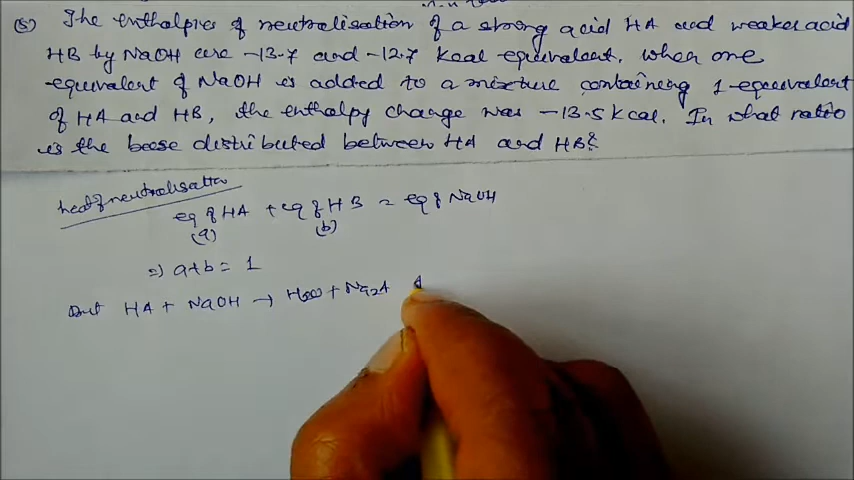 (5) The enthalpies of neutralisation of a strong acid HA and weaker acid
HB by NaOH are -13.7 and -12.7 Kcal equivalent. when one
equivalent of NaOH is added to a mixture containing 1-equivalent
of HA and HB, the enthalpy change was -13.5 Kcal. In what ratio
is the base distributed between HA and HB?
heat of neutralisation
eq of HA + eq of HB = eq of NaOH
(a) (b)
=) a+b = 1
But HA + NaOH → H2O + Na2A